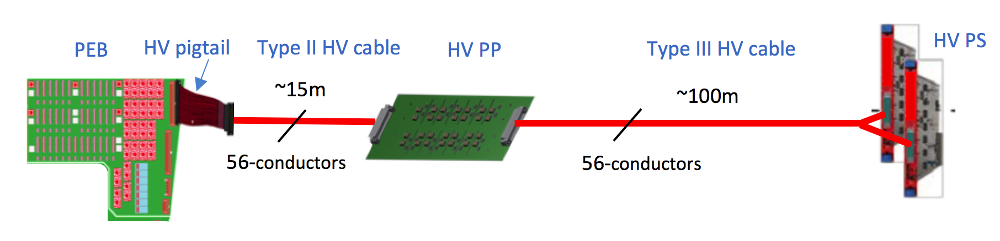 PEB
HV pigtail
Type II HV cable
HV PP
Type III HV cable
HV PS
~15m
~100m
56-conductors
56-conductors